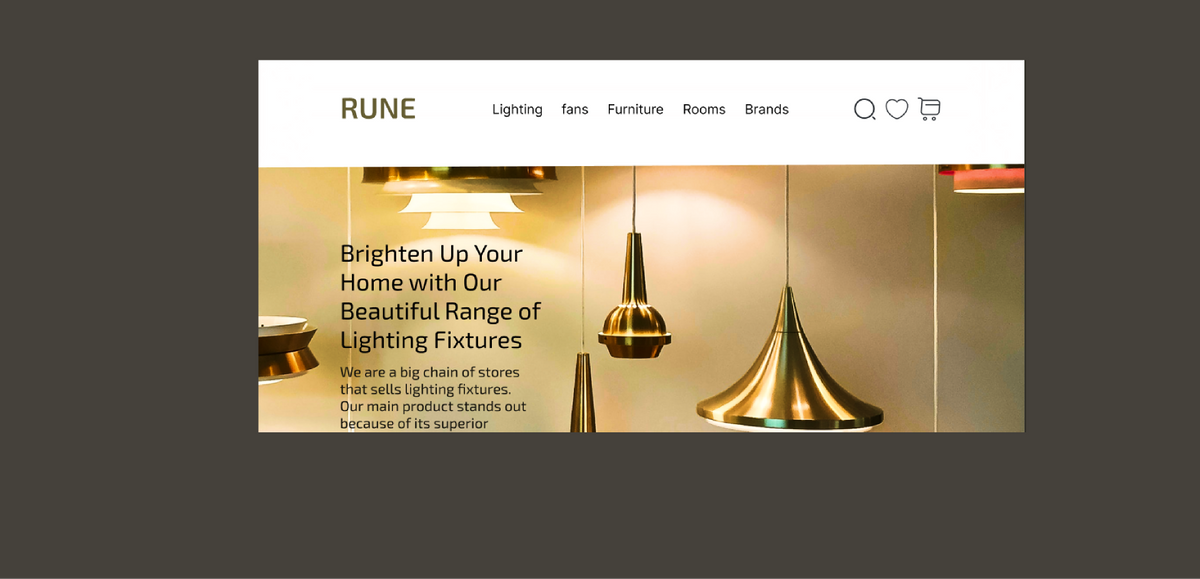 RUNE
Lighting fans Furniture Rooms Brands
Brighten Up Your
Home with Our
Beautiful Range of
Lighting Fixtures
We are a big chain of stores
that sells lighting fixtures.
Our main product stands out
because of its superior